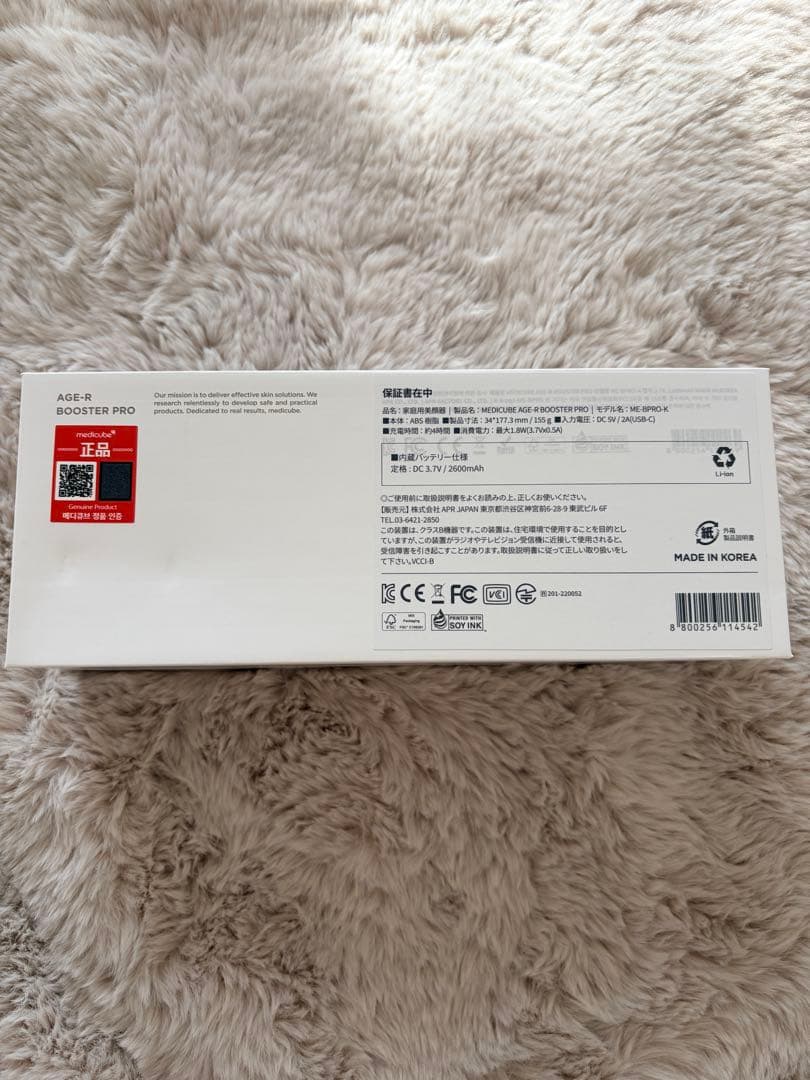 AGE-R
BOOSTER PRO
Our mission is to deliver effective skin solutions. We
research relentlessly to develop safe and practical
products. Dedicated to real results, medicube.
medicube
正品
Genuine Product
메디큐브 정품 인증
保証書在中
品名：家庭用美顔器 | 製品名：MEDICUBE AGE-R BOOSTER PRO | モデル名：ME-BPRO-K
■本体：ABS 樹脂 ■製品寸法：34*177.3 mm / 155 g ■入力電圧：DC 5V / 2A(USB-C)
■充電時間：約4時間 ■消費電力：最大1.8W(3.7Vx0.5A)
■内蔵バッテリー仕様
定格：DC 3.7V / 2600mAh
Li-ion
◎ご使用前に取扱説明書をよくお読みの上、正しくお使いください。
【販売元】株式会社 APR JAPAN 東京都渋谷区神宮前6-28-9 東武ビル 6F
TEL.03-6421-2850
この装置は、クラスB機器です。この装置は、住宅環境で使用することを目的とし
ていますが、この装置がラジオやテレビジョン受信機に近接して使用されると、
受信障害を引き起こすことがあります。取扱説明書に従って正しい取り扱いをし
て下さい。VCCI-B
紙
外箱
製品説明書
MADE IN KOREA
CE FC VCI 201-220052
FSC MIX
Packaging
PRINTED WITH
SOY INK
8 800256 114542